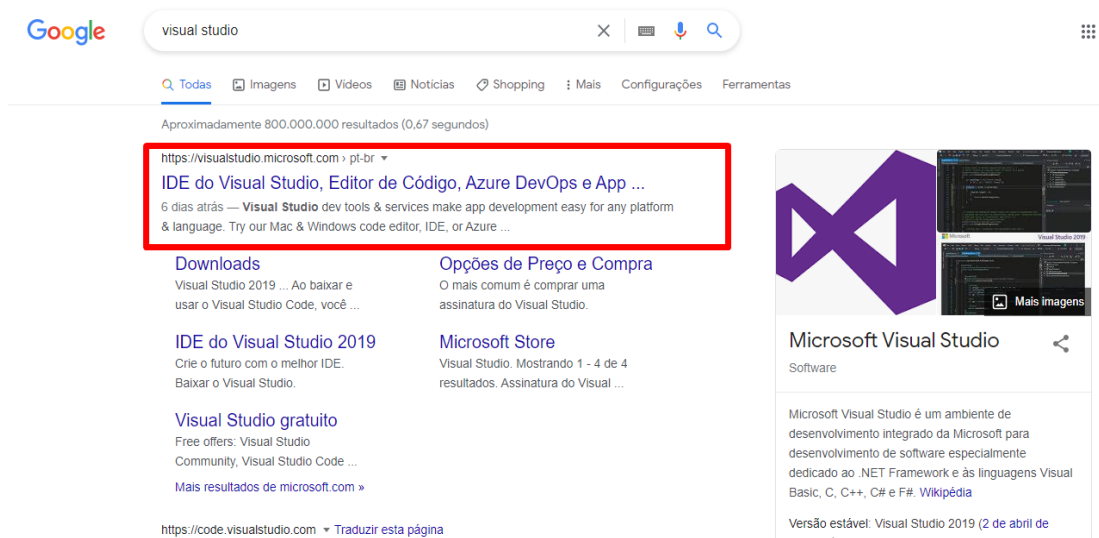 Google
visual studio
Todas
Imagens
Vídeos
Notícias
Shopping
Mais
Configurações
Ferramentas
Aproximadamente 800.000.000 resultados (0,67 segundos)
https://visualstudio.microsoft.com › pt-br
IDE do Visual Studio, Editor de Código, Azure DevOps e App ...
6 dias atrás — Visual Studio dev tools & services make app development easy for any platform
& language. Try our Mac & Windows code editor, IDE, or Azure ...
Downloads
Visual Studio 2019 ... Ao baixar e
usar o Visual Studio Code, você ...
Opções de Preço e Compra
O mais comum é comprar uma
assinatura do Visual Studio.
IDE do Visual Studio 2019
Crie o futuro com o melhor IDE.
Baixar o Visual Studio.
Microsoft Store
Visual Studio. Mostrando 1 - 4 de 4
resultados. Assinatura do Visual ...
Visual Studio gratuito
Free offers: Visual Studio
Community, Visual Studio Code ...
Mais resultados de microsoft.com »
https://code.visualstudio.com
Traduzir esta página
Microsoft
Visual Studio 2019
Mais imagens
Microsoft Visual Studio
Software
Microsoft Visual Studio é um ambiente de
desenvolvimento integrado da Microsoft para
desenvolvimento de software especialmente
dedicado ao .NET Framework e às linguagens Visual
Basic, C, C++, C# e F#. Wikipédia
Versão estável: Visual Studio 2019 (2 de abril de